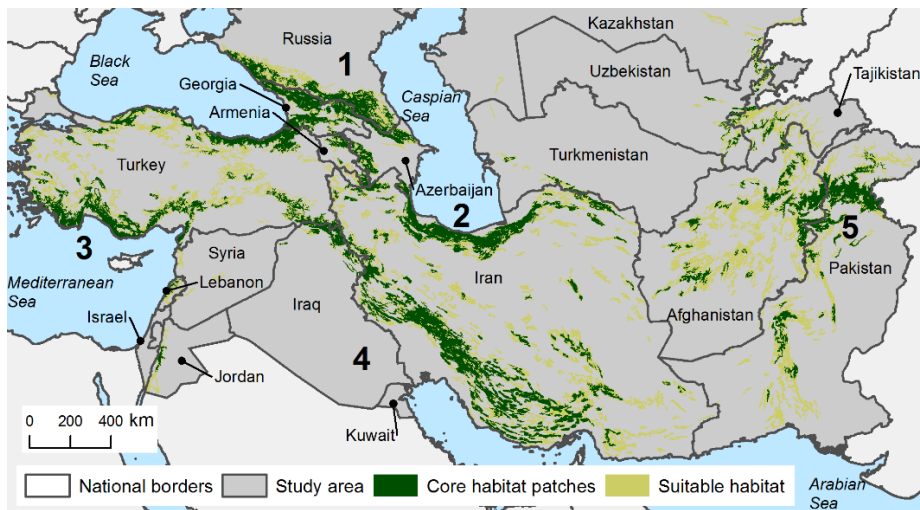 Kazakhstan
Russia
1
Black
Sea
Uzbekistan
Tajikistan
Georgia
Caspian
Sea
Armenia
Turkmenistan
Turkey
Azerbaijan
2
3
5
Syria
Iran
Pakistan
Mediterranean
Sea
Lebanon
Iraq
Afghanistan
Israel
4
Jordan
0 200 400 km
Kuwait
National borders
Study area
Core habitat patches
Suitable habitat
Arabian
Sea